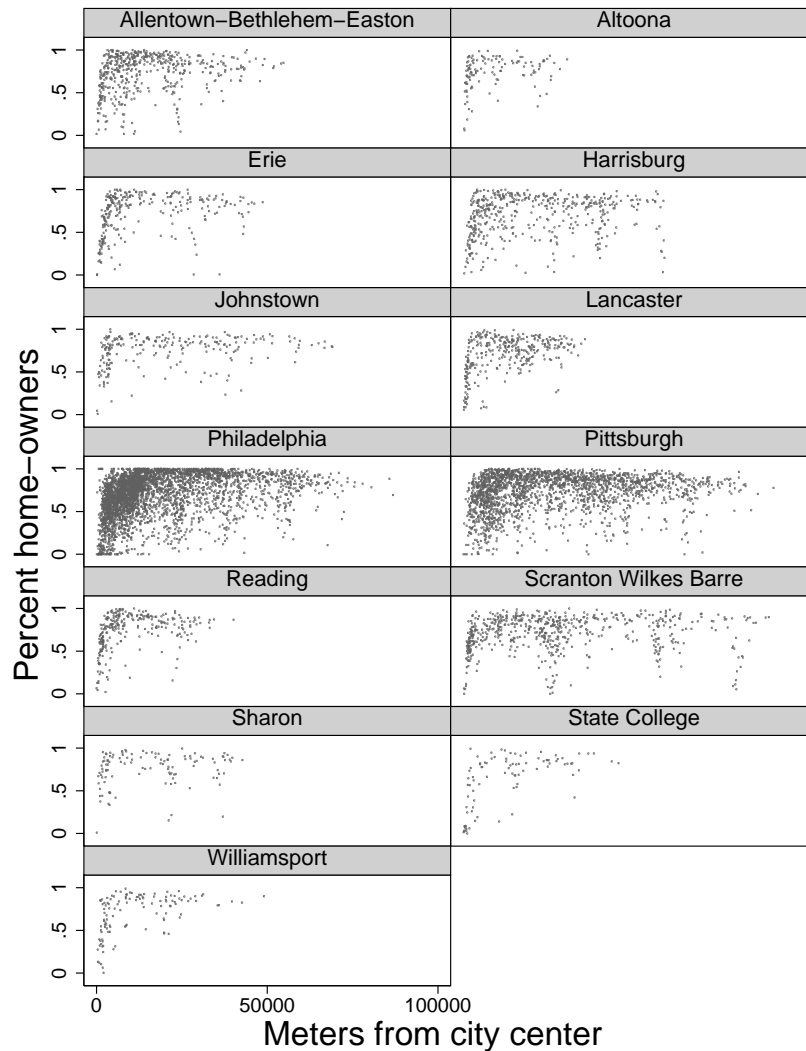 Allentown−Bethlehem−Easton
Altoona
1
.5
0
Erie
Harrisburg
1
.5
0
Johnstown
Lancaster
1
.5
0
Philadelphia
Pittsburgh
1
.5
0
Reading
Scranton Wilkes Barre
1
.5
0
Sharon
State College
1
.5
0
Williamsport
1
.5
0
Percent home−owners
0
50000
100000
Meters from city center